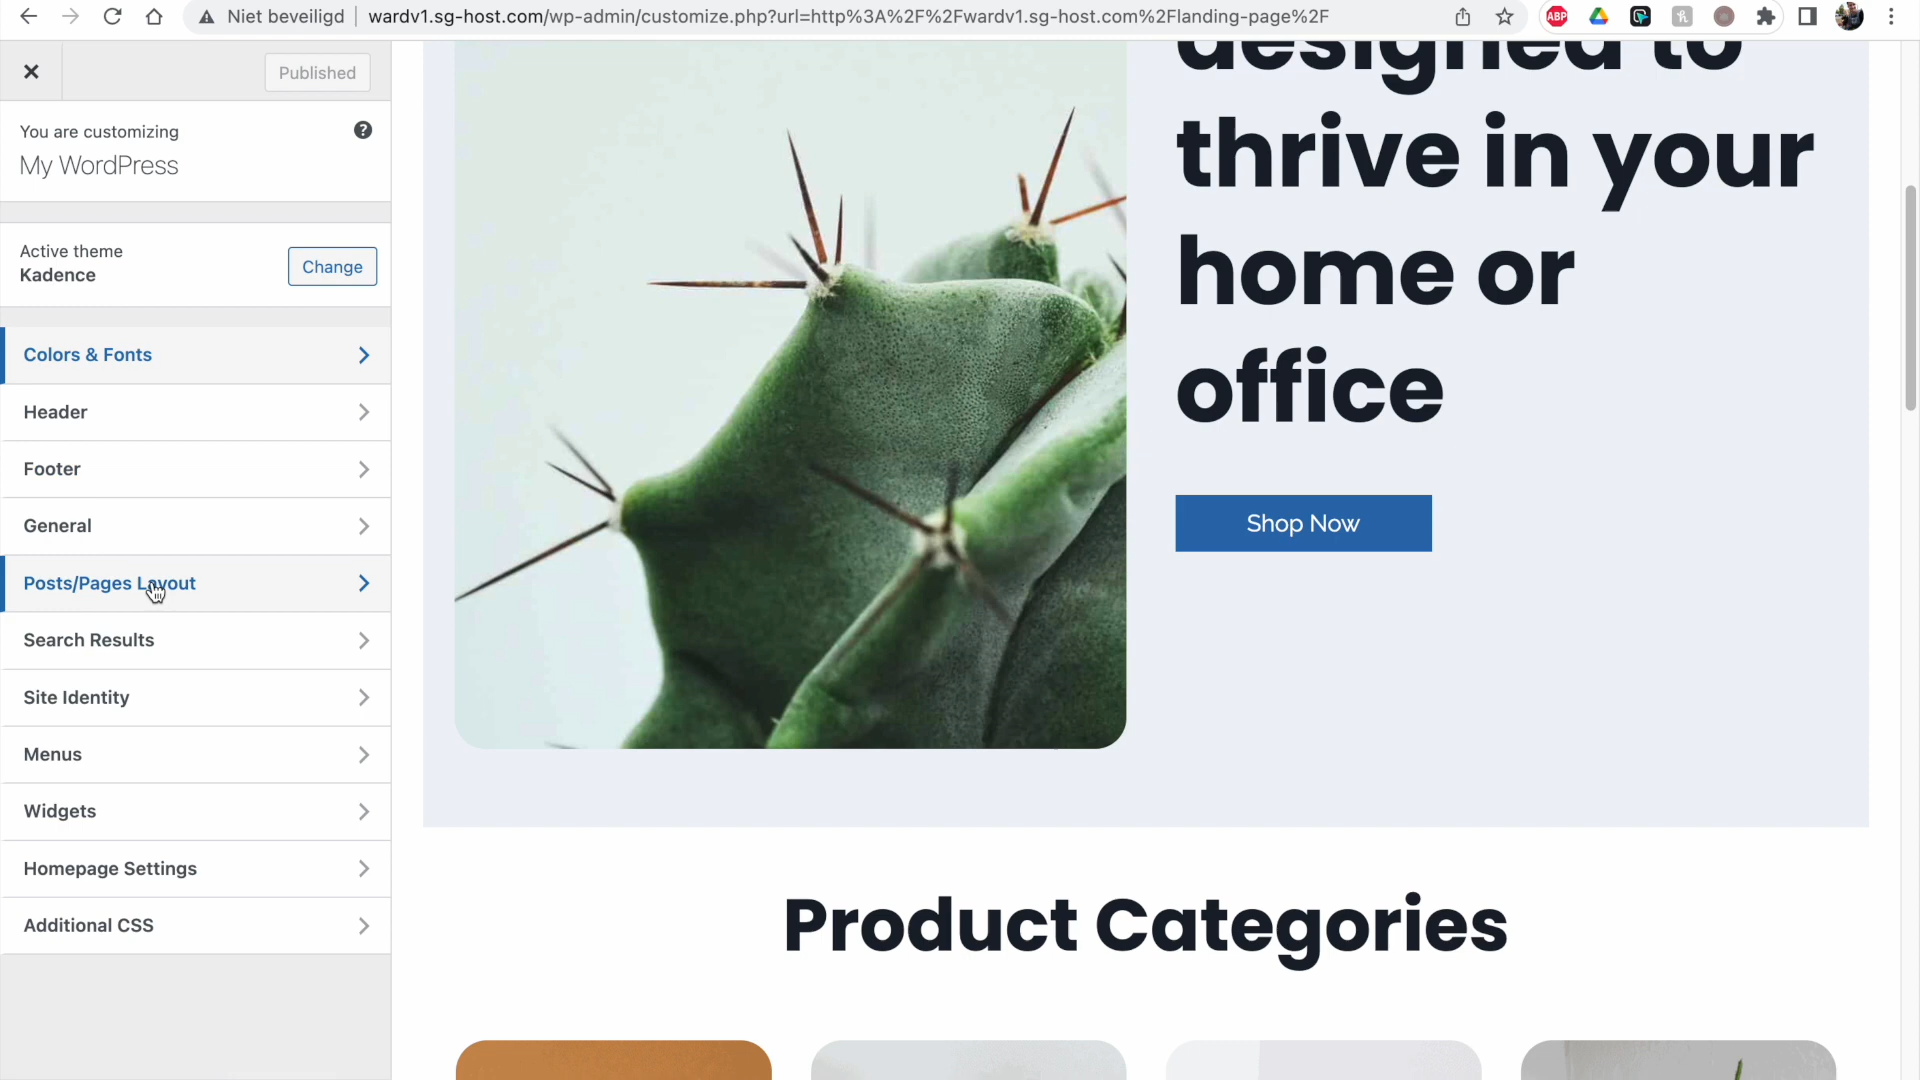 Niet beveiligd
wardv1.sg-host.com/wp-admin/customize.php?url=http%3A%2F%2Fwardv1.sg-host.com%2Flanding-page%2F
ABP
Published
You are customizing
My WordPress
Active theme
Kadence
Change
Colors & Fonts
Header
Footer
General
Posts/Pages Layout
Search Results
Site Identity
Menus
Widgets
Homepage Settings
Additional CSS
designed to
thrive in your
home or
office
Shop Now
Product Categories